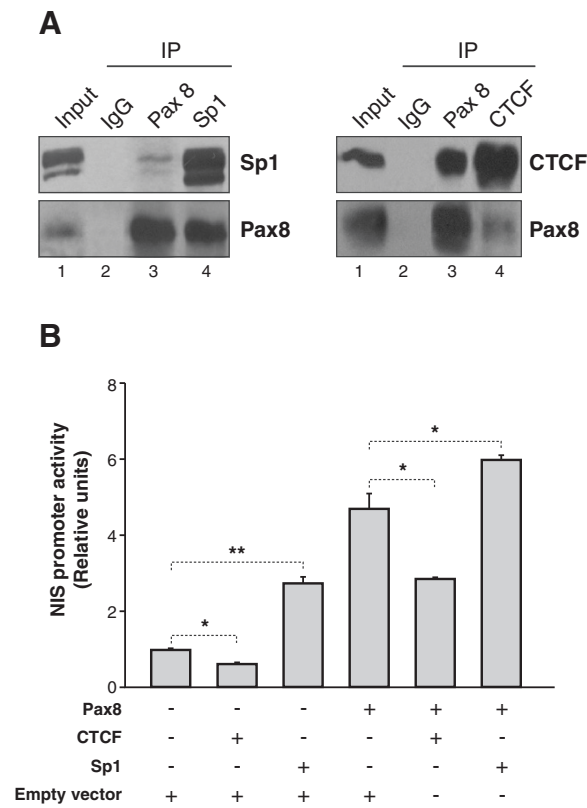 A
IP
IP
Input IgG Pax 8 Sp1
Input IgG Pax 8 CTCF
Sp1
CTCF
Pax8
Pax8
1 2 3 4
1 2 3 4
B
NIS promoter activity
(Relative units)
8
6
4
2
0
*
**
*
*
Pax8 - - - + + +
CTCF - + - - + -
Sp1 - - + - - +
Empty vector + + + + - -